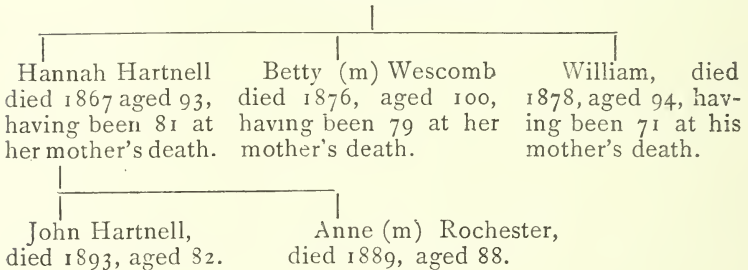 Hannah Hartnell
died 1867 aged 93,
having been 81 at
her mother's death.
Betty (m) Wescomb
died 1876, aged 100,
having been 79 at her
mother's death.
William, died
1878, aged 94, hav-
ing been 71 at his
mother's death.
John Hartnell,
died 1893, aged 82.
Anne (m) Rochester,
died 1889, aged 88.